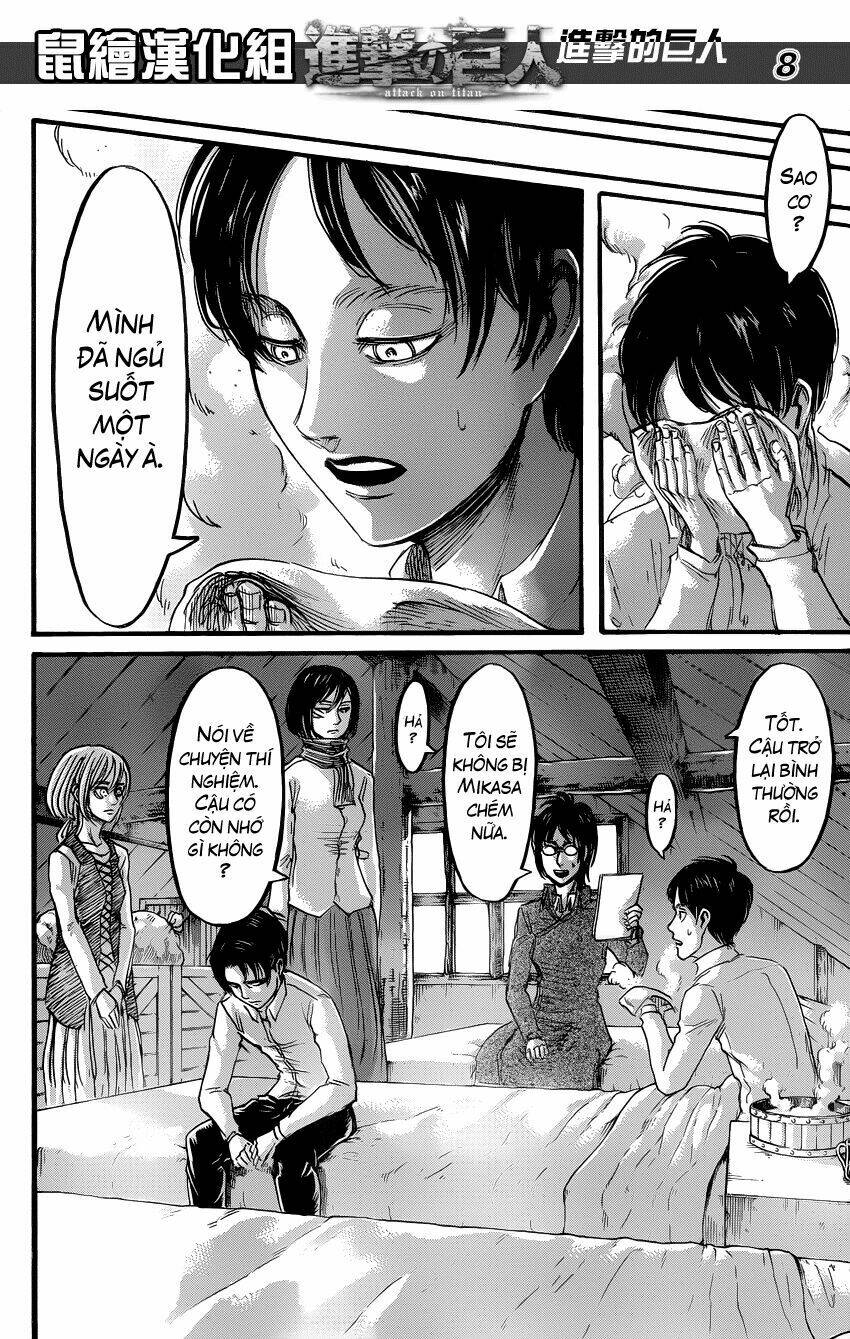 鼠繪漢化組
進撃の巨人
attack on titan
進擊的巨人
8
SAO
CƠ
?
MÌNH
ĐÃ NGỦ
SUỐT
MỘT
NGÀY À.
TỐT.
CẬU TRỞ
LẠI BÌNH
THƯỜNG
RỒI.
HẢ
?
TÔI SẼ
KHÔNG BỊ
MIKASA
CHÉM
NỮA.
HẢ
?
NÓI VỀ
CHUYỆN THÍ
NGHIỆM.
CẬU CÓ
CÒN NHỚ
GÌ KHÔNG
?